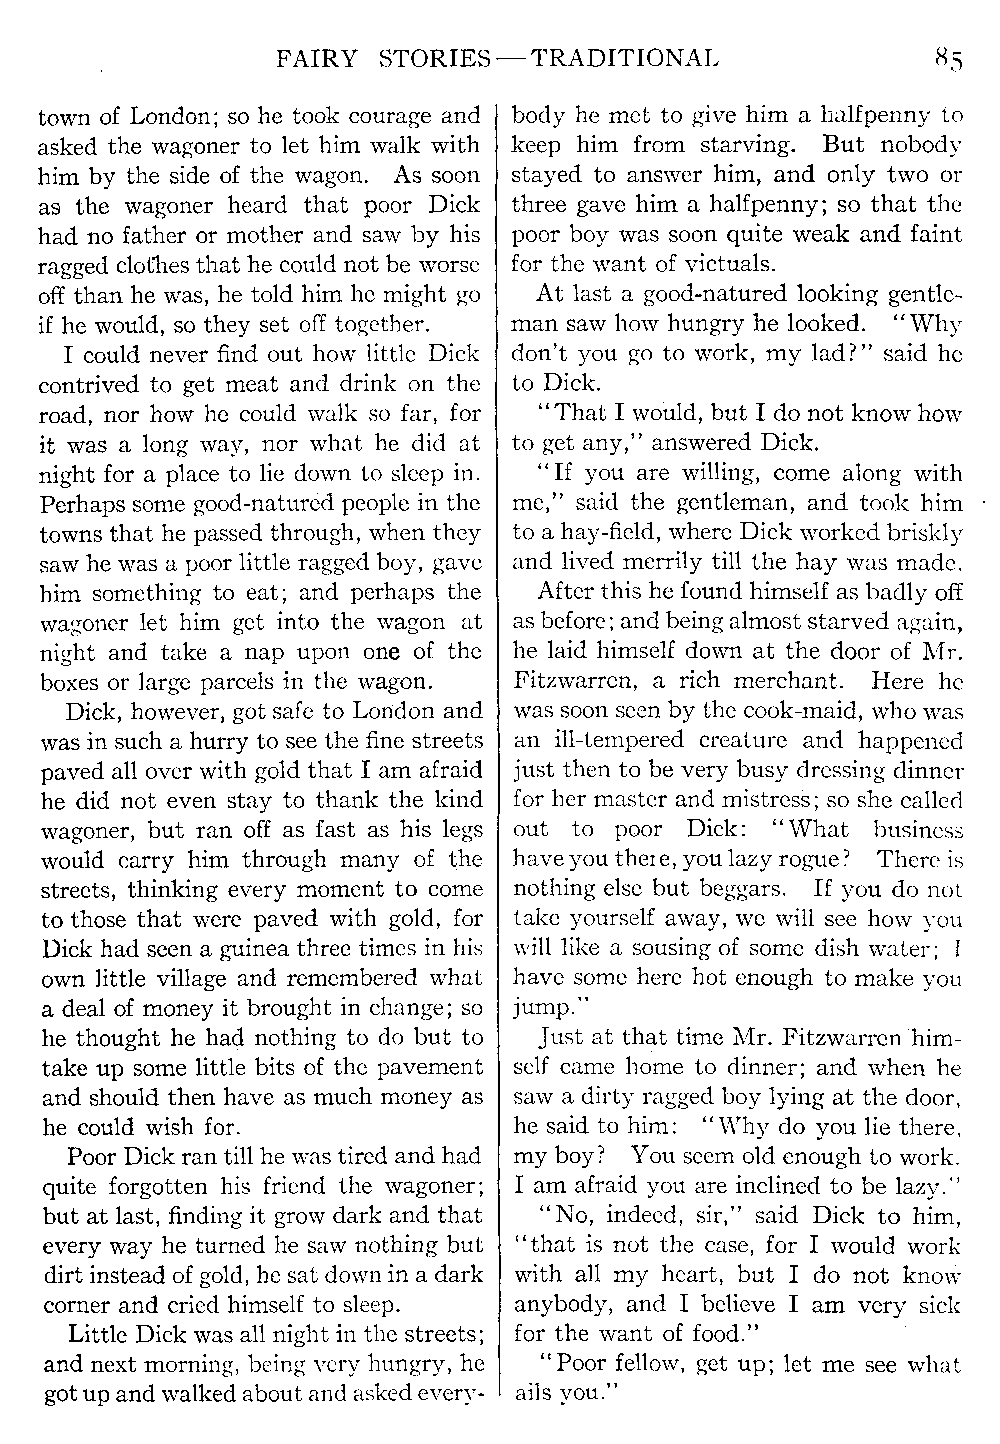 FAIRY STORIES—TRADITIONAL 85
town of London; so he took courage and
asked the wagoner to let him walk with
him by the side of the wagon. As soon
as the wagoner heard that poor Dick
had no father or mother and saw by his
ragged clothes that he could not be worse
off than he was, he told him he might go
if he would, so they set off together.
I could never find out how little Dick
contrived to get meat and drink on the
road, nor how he could walk so far, for
it was a long way, nor what he did at
night for a place to lie down to sleep in.
Perhaps some good-natured people in the
towns that he passed through, when they
saw he was a poor little ragged boy, gave
him something to eat; and perhaps the
wagoner let him get into the wagon at
night and take a nap upon one of the
boxes or large parcels in the wagon.
Dick, however, got safe to London and
was in such a hurry to see the fine streets
paved all over with gold that I am afraid
he did not even stay to thank the kind
wagoner, but ran off as fast as his legs
would carry him through many of the
streets, thinking every moment to come
to those that were paved with gold, for
Dick had seen a guinea three times in his
own little village and remembered what
a deal of money it brought in change; so
he thought he had nothing to do but to
take up some little bits of the pavement
and should then have as much money as
he could wish for.
Poor Dick ran till he was tired and had
quite forgotten his friend the wagoner;
but at last, finding it grow dark and that
every way he turned he saw nothing but
dirt instead of gold, he sat down in a dark
corner and cried himself to sleep.
Little Dick was all night in the streets;
and next morning, being very hungry, he
got up and walked about and asked every-
body he met to give him a halfpenny to
keep him from starving. But nobody
stayed to answer him, and only two or
three gave him a halfpenny; so that the
poor boy was soon quite weak and faint
for the want of victuals.
At last a good-natured looking gentle-
man saw how hungry he looked. "Why
don't you go to work, my lad?" said he
to Dick.
"That I would, but I do not know how
to get any," answered Dick.
"If you are willing, come along with
me," said the gentleman, and took him
to a hay-field, where Dick worked briskly
and lived merrily till the hay was made.
After this he found himself as badly off
as before; and being almost starved again,
he laid himself down at the door of Mr.
Fitzwarren, a rich merchant. Here he
was soon seen by the cook-maid, who was
an ill-tempered creature and happened
just then to be very busy dressing dinner
for her master and mistress; so she called
out to poor Dick: "What business
have you there, you lazy rogue? There is
nothing else but beggars. If you do not
take yourself away, we will see how you
will like a sousing of some dish water; I
have some here hot enough to make you
jump."
Just at that time Mr. Fitzwarren him-
self came home to dinner; and when he
saw a dirty ragged boy lying at the door,
he said to him: "Why do you lie there,
my boy? You seem old enough to work.
I am afraid you are inclined to be lazy."
"No, indeed, sir," said Dick to him,
"that is not the case, for I would work
with all my heart, but I do not know
anybody, and I believe I am very sick
for the want of food."
"Poor fellow, get up; let me see what
ails you."